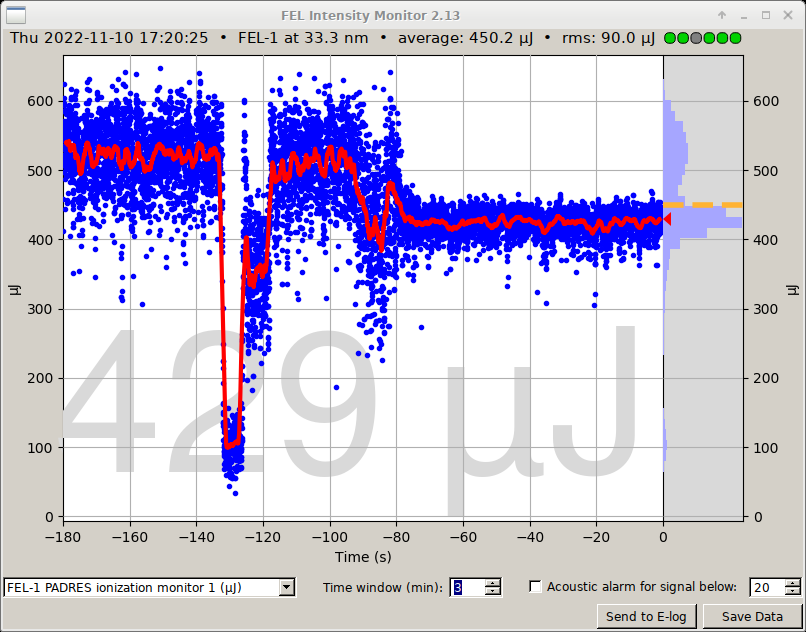 FEL Intensity Monitor 2.13
Thu 2022-11-10 17:20:25 • FEL-1 at 33.3 nm • average: 450.2 µJ • rms: 90.0 µJ
429 µJ
600
500
400
300
200
100
0
µJ
600
500
400
300
200
100
0
µJ
−180 −160 −140 −120 −100 −80 −60 −40 −20 0
Time (s)
FEL-1 PADRES ionization monitor 1 (µJ) Time window (min): 3 Acoustic alarm for signal below: 20
Send to E-log Save Data